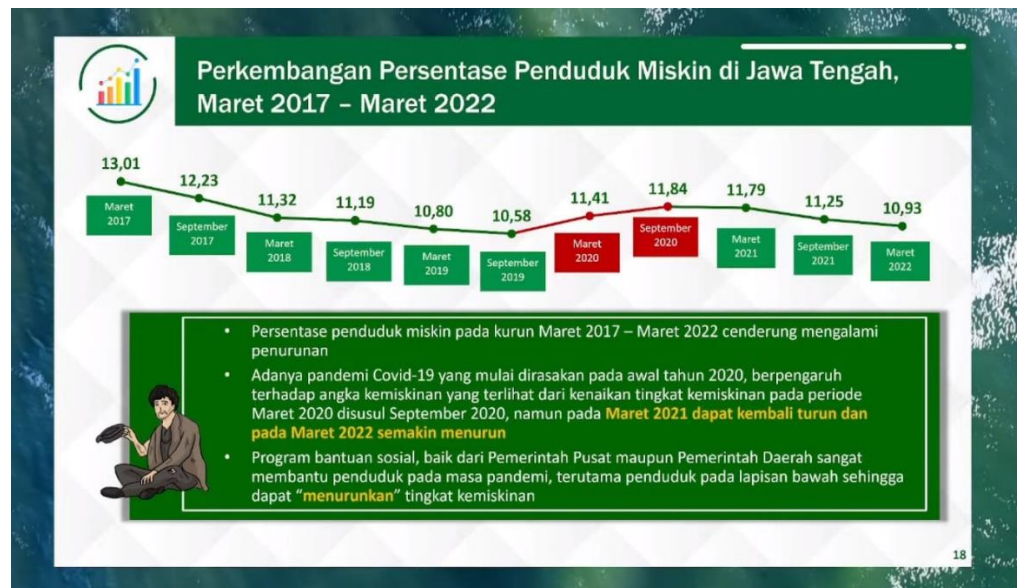 Perkembangan Persentase Penduduk Miskin di Jawa Tengah,
Maret 2017 – Maret 2022
13,01
Maret
2017
12,23
September
2017
11,32
Maret
2018
11,19
September
2018
10,80
Maret
2019
10,58
September
2019
11,41
Maret
2020
11,84
September
2020
11,79
Maret
2021
11,25
September
2021
10,93
Maret
2022
• Persentase penduduk miskin pada kurun Maret 2017 – Maret 2022 cenderung mengalami
penurunan
• Adanya pandemi Covid-19 yang mulai dirasakan pada awal tahun 2020, berpengaruh
terhadap angka kemiskinan yang terlihat dari kenaikan tingkat kemiskinan pada periode
Maret 2020 disusul September 2020, namun pada Maret 2021 dapat kembali turun dan
pada Maret 2022 semakin menurun
• Program bantuan sosial, baik dari Pemerintah Pusat maupun Pemerintah Daerah sangat
membantu penduduk pada masa pandemi, terutama penduduk pada lapisan bawah sehingga
dapat “menurunkan” tingkat kemiskinan
18